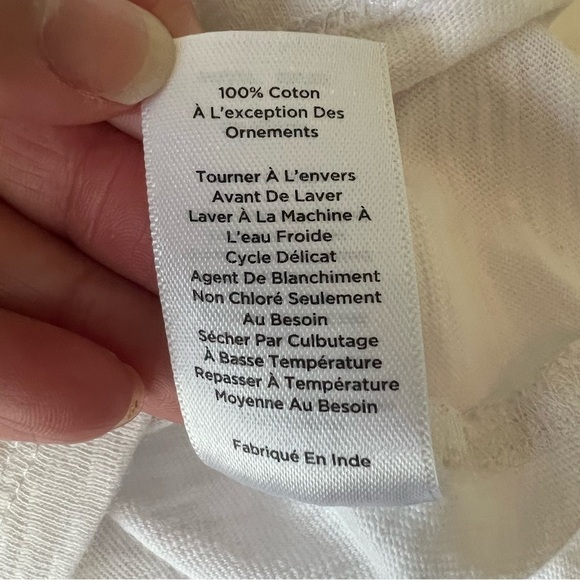 100% Coton
À L'exception Des
Ornements
Tourner À L'envers
Avant De Laver
Laver À La Machine À
L'eau Froide
Cycle Délicat
Agent De Blanchiment
Non Chloré Seulement
Au Besoin
Sécher Par Culbutage
À Basse Température
Repasser À Température
Moyenne Au Besoin
Fabriqué En Inde